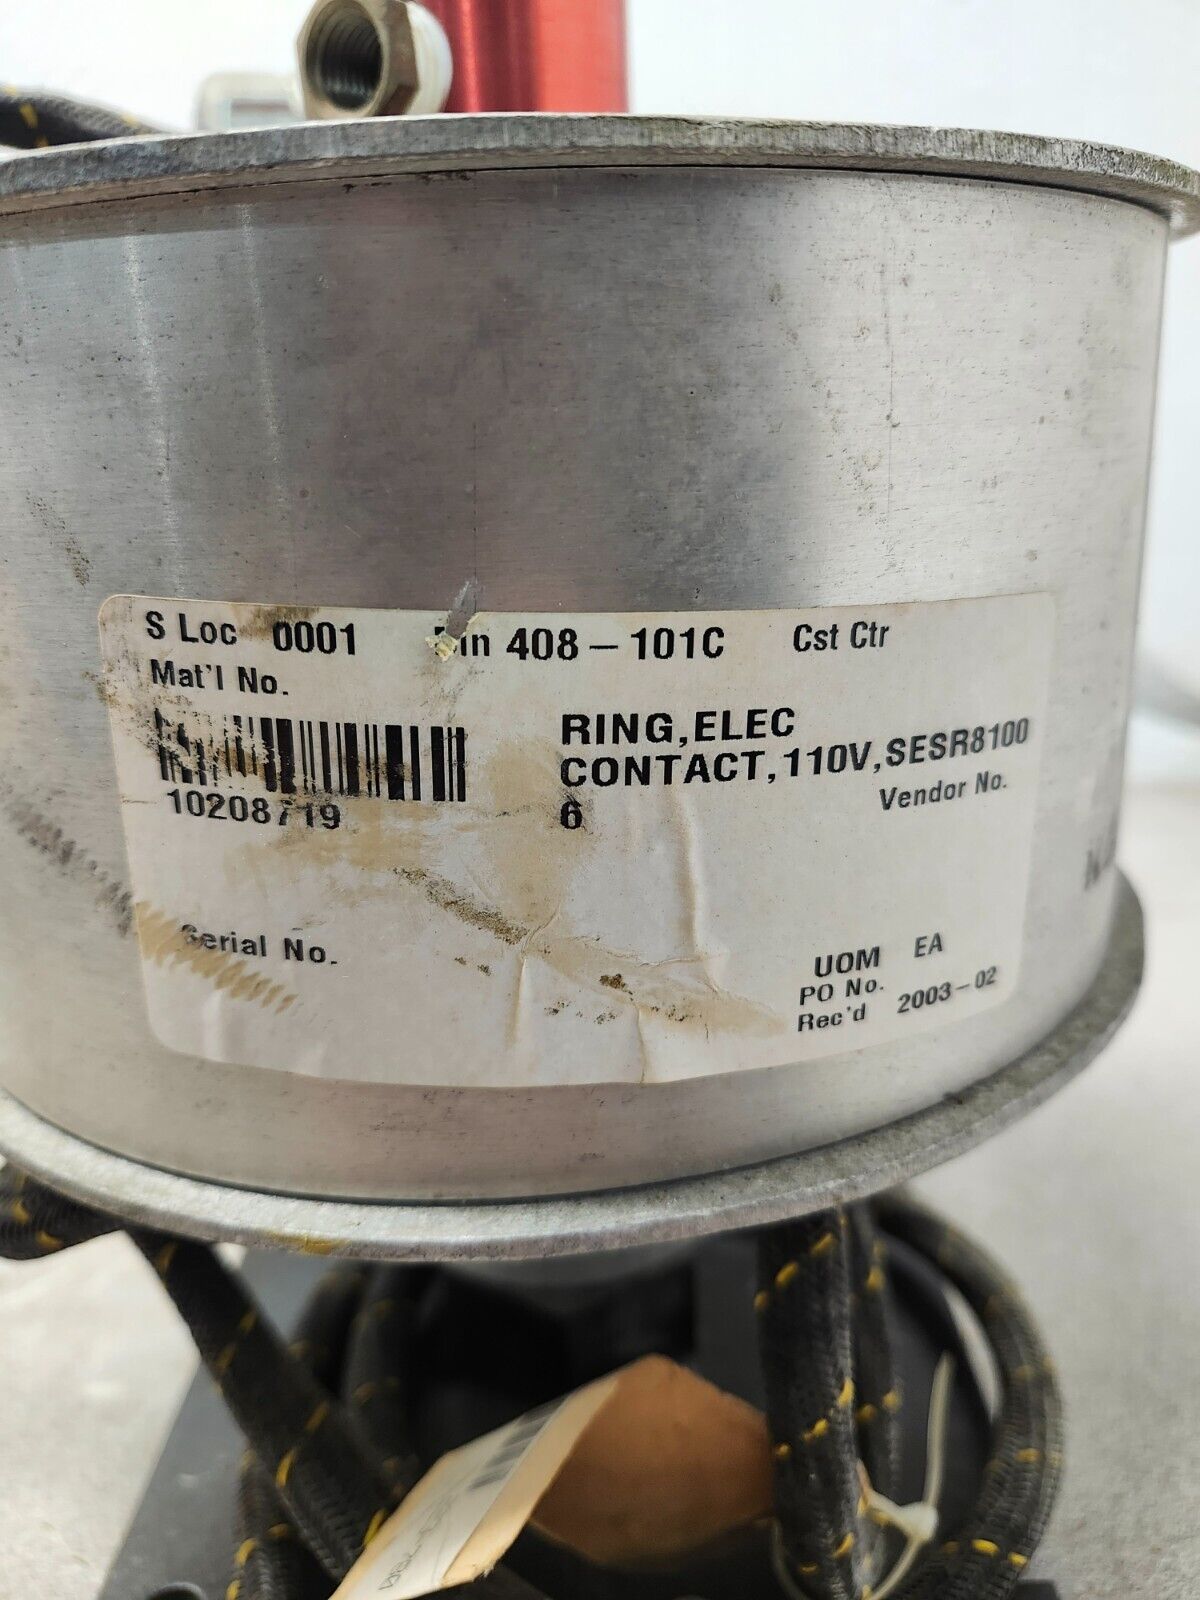 S Loc 0001 Bin 408-101C Cst Ctr
Mat'l No.
RING,ELEC
CONTACT,110V,SESR8100
10208719
6
Vendor No.
Serial No.
UOM EA
PO No.
Rec'd 2003-02